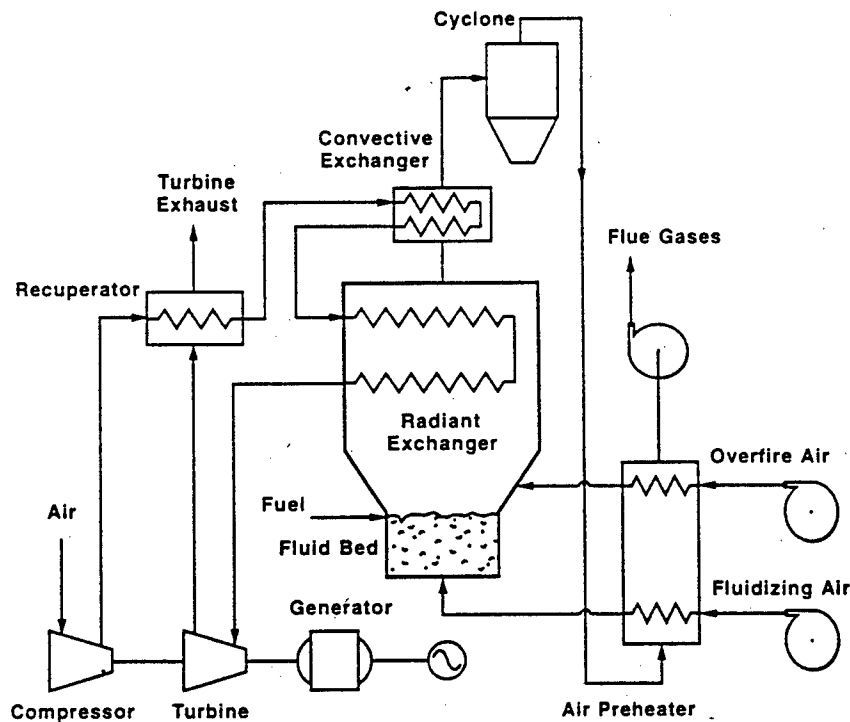 Cyclone
Convective
Exchanger
Turbine
Exhaust
Flue Gases
Recuperator
Radiant
Exchanger
Overfire Air
Fuel
Air
Fluid Bed
Fluidizing Air
Generator
Compressor
Turbine
Air Preheater